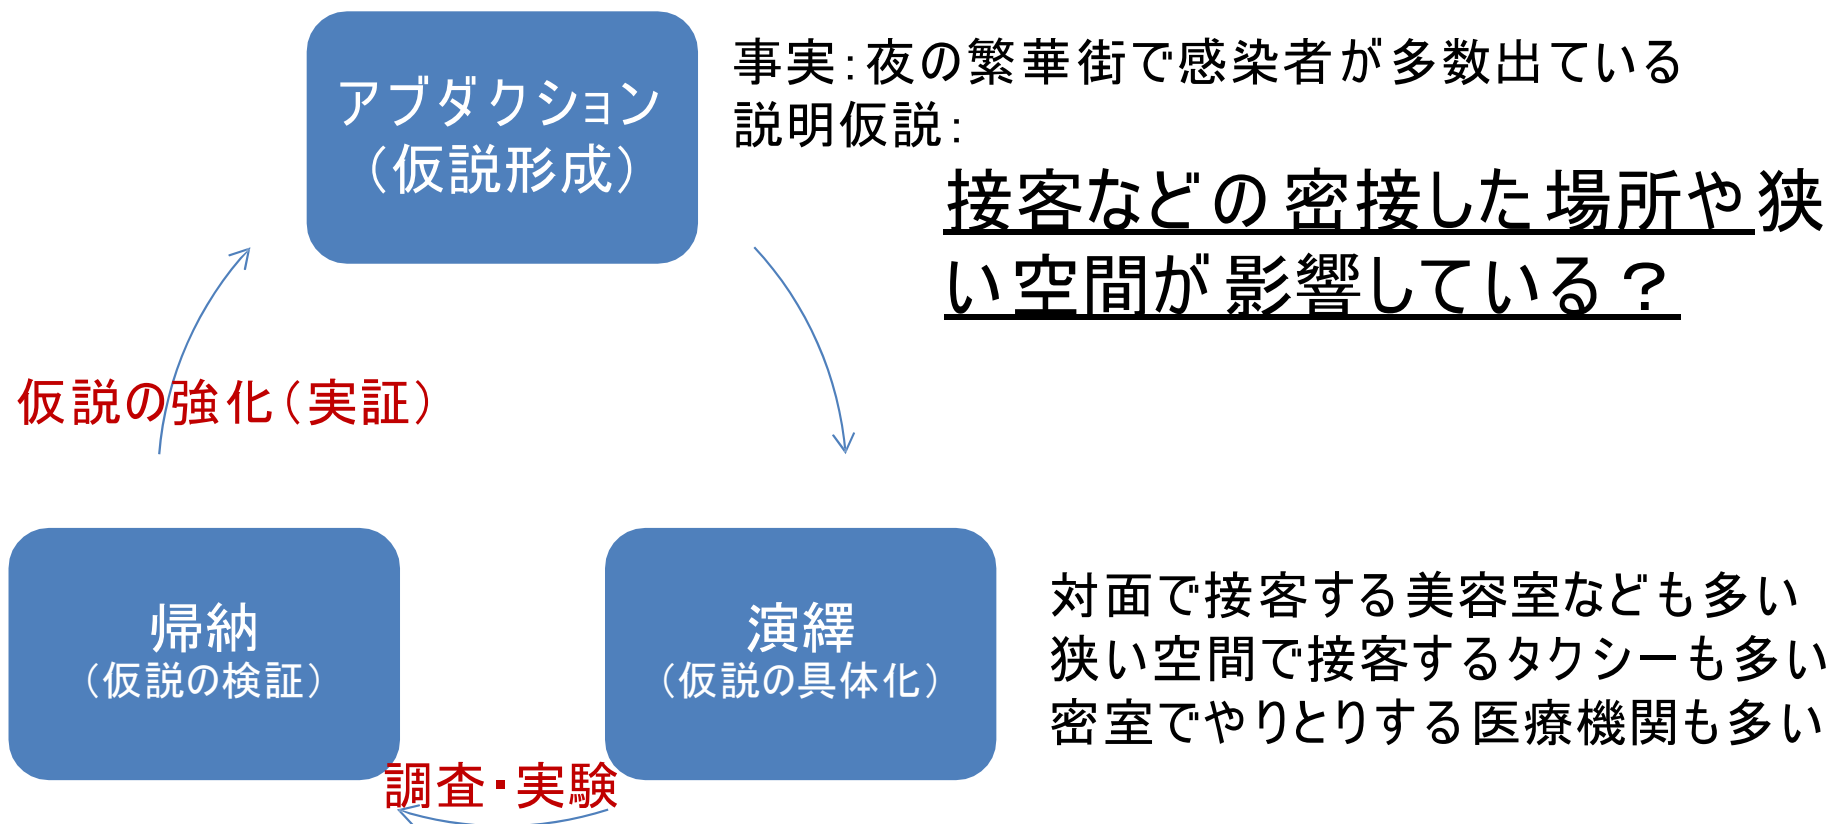 アブダクション
（仮説形成）
事実：夜の繁華街で感染者が多数出ている
説明仮説：
接客などの密接した場所や狭
い空間が影響している？
仮説の強化（実証）
帰納
（仮説の検証）
演繹
（仮説の具体化）
対面で接客する美容室なども多い
狭い空間で接客するタクシーも多い
密室でやりとりする医療機関も多い
調査・実験